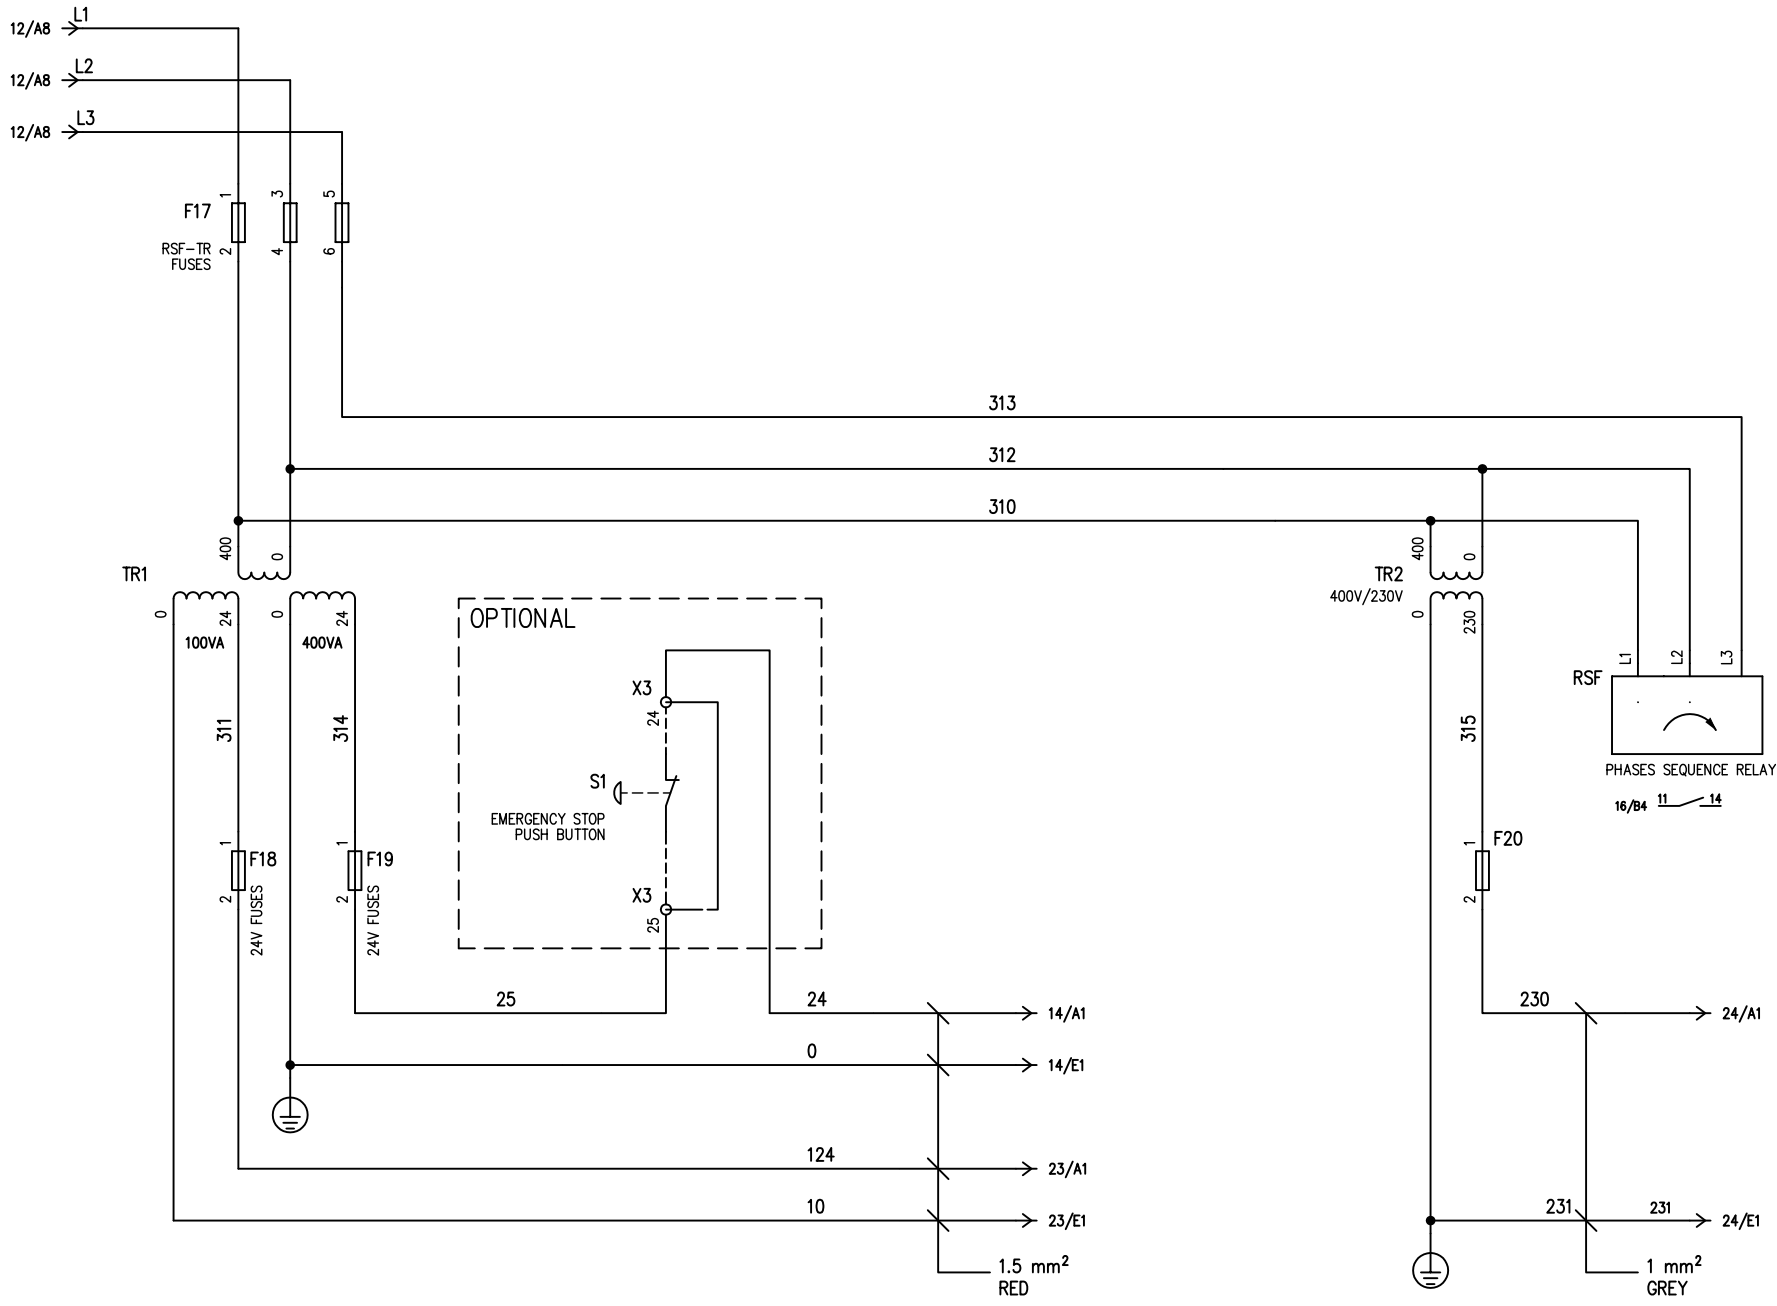 L1
12/A8
L2
12/A8
L3
12/A8
1
3
5
F17
2
4
6
RSF-TR
FUSES
313
312
310
400
0
400
0
TR1
TR2
400V/230V
0
24
0
24
0
230
100VA
400VA
OPTIONAL
L1
L2
L3
RSF
X3
24
311
314
315
PHASES SEQUENCE RELAY
16/B4
11
14
S1
EMERGENCY STOP
PUSH BUTTON
1
F18
2
24V FUSES
1
F19
2
24V FUSES
1
F20
2
X3
25
25
24
14/A1
230
24/A1
0
14/E1
124
23/A1
10
23/E1
231
231
24/E1
1.5 mm²
RED
1 mm²
GREY